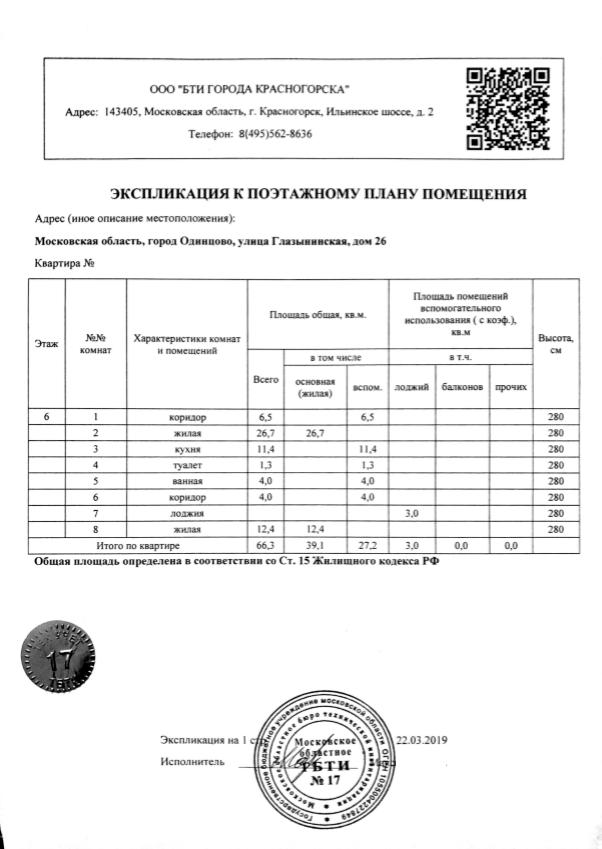 ООО "БТИ ГОРОДА КРАСНОГОРСКА"
Адрес: 143405, Московская область, г. Красногорск, Ильинское шоссе, д. 2
Телефон: 8(495)562-8636
ЭКСПЛИКАЦИЯ К ПОЭТАЖНОМУ ПЛАНУ ПОМЕЩЕНИЯ
Адрес (иное описание местоположения):
Московская область, город Одинцово, улица Глазынинская, дом 26
Квартира №
Этаж
№№ комнат
Характеристики комнат и помещений
Площадь общая, кв.м.
Площадь помещений вспомогательного использования ( с коэф.), кв.м
Высота, см
Всего
в том числе
в т.ч.
основная (жилая)
вспом.
лоджий
балконов
прочих
6 1 коридор 6,5 6,5 280
2 жилая 26,7 26,7 280
3 кухня 11,4 11,4 280
4 туалет 1,3 1,3 280
5 ванная 4,0 4,0 280
6 коридор 4,0 4,0 280
7 лоджия 3,0 280
8 жилая 12,4 12,4 280
Итого по квартире 66,3 39,1 27,2 3,0 0,0 0,0
Общая площадь определена в соответствии со Ст. 15 Жилищного кодекса РФ
17
Экспликация на 1
22.03.2019
Исполнитель
Государственное бюджетное учреждение московской области
Московское областное бюро технической инвентаризации
Московское
областное
БТИ
№ 17